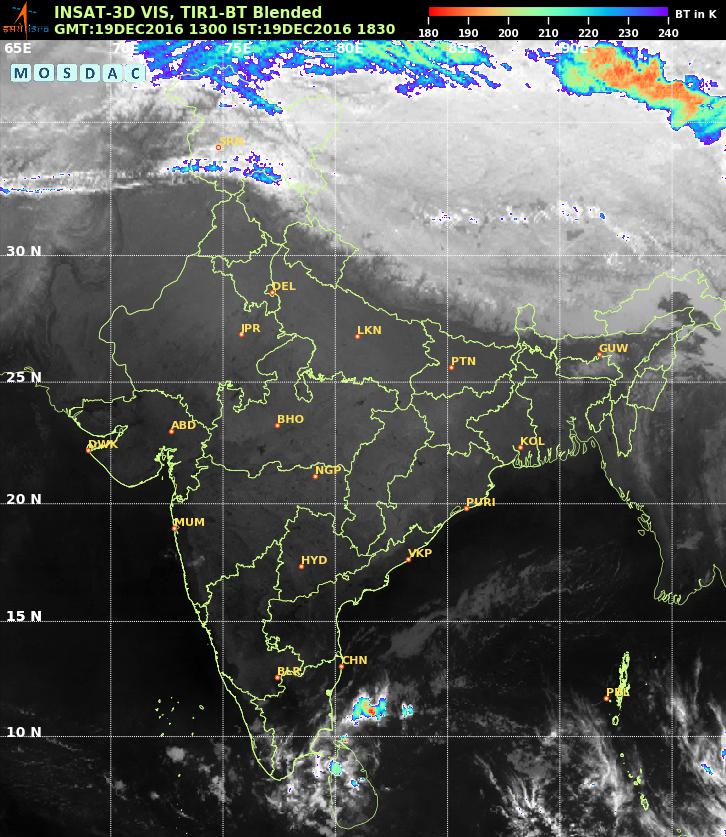 INSAT-3D VIS, TIR1-BT Blended
GMT:19DEC2016 1300 IST:19DEC2016 1830
BT in K
180 190 200 210 220 230 240
65E 70E 75E 80E 85E 90E
M O S D A C
SRN
30 N
DEL
JPR
LKN
GUW
PTN
25 N
ABD
BHO
DWK
KOL
NGP
20 N
PURI
MUM
VKP
HYD
15 N
CHN
BLR
PBL
10 N